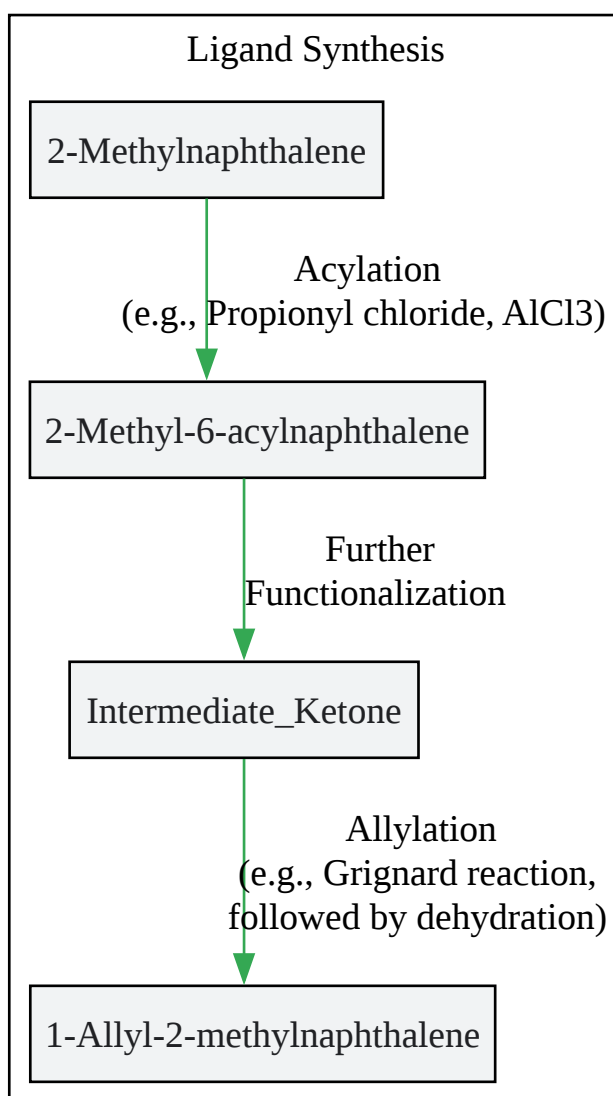 Ligand Synthesis
2-Methylnaphthalene
Acylation
(e.g., Propionyl chloride, AlCl3)
2-Methyl-6-acylnaphthalene
Further
Functionalization
Intermediate_Ketone
Allylation
(e.g., Grignard reaction,
followed by dehydration)
1-Allyl-2-methylnaphthalene